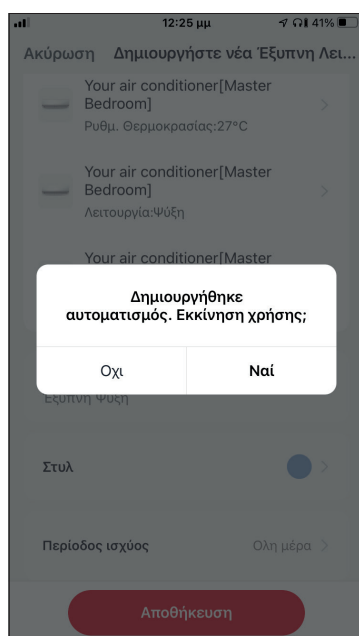 12:25 μμ
41%
Ακύρωση Δημιουργήστε νέα Έξυπνη Λει...
Your air conditioner[Master
Bedroom]
Ρυθμ. Θερμοκρασίας:27°C
Your air conditioner[Master
Bedroom]
Λειτουργία:Ψύξη
Your air conditioner[Master
Δημιουργήθηκε
αυτοματισμός. Εκκίνηση χρήσης;
Οχι Ναί
Έξυπνη Ψύξη
Στυλ
Περίοδος ισχύος Ολη μέρα
Αποθήκευση